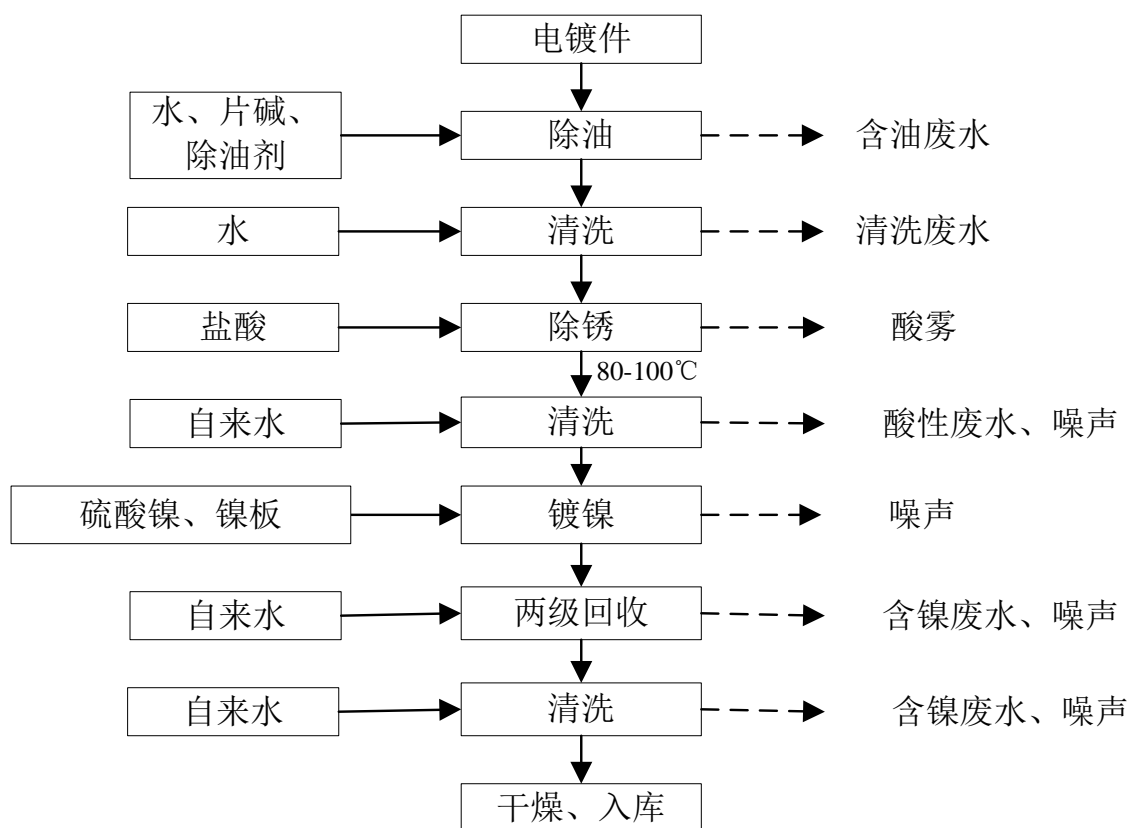 电镀件
水、片碱、
除油剂
除油
含油废水
水
清洗
清洗废水
盐酸
除锈
酸雾
80-100℃
自来水
清洗
酸性废水、噪声
硫酸镍、镍板
镀镍
噪声
自来水
两级回收
含镍废水、噪声
自来水
清洗
含镍废水、噪声
干燥、入库